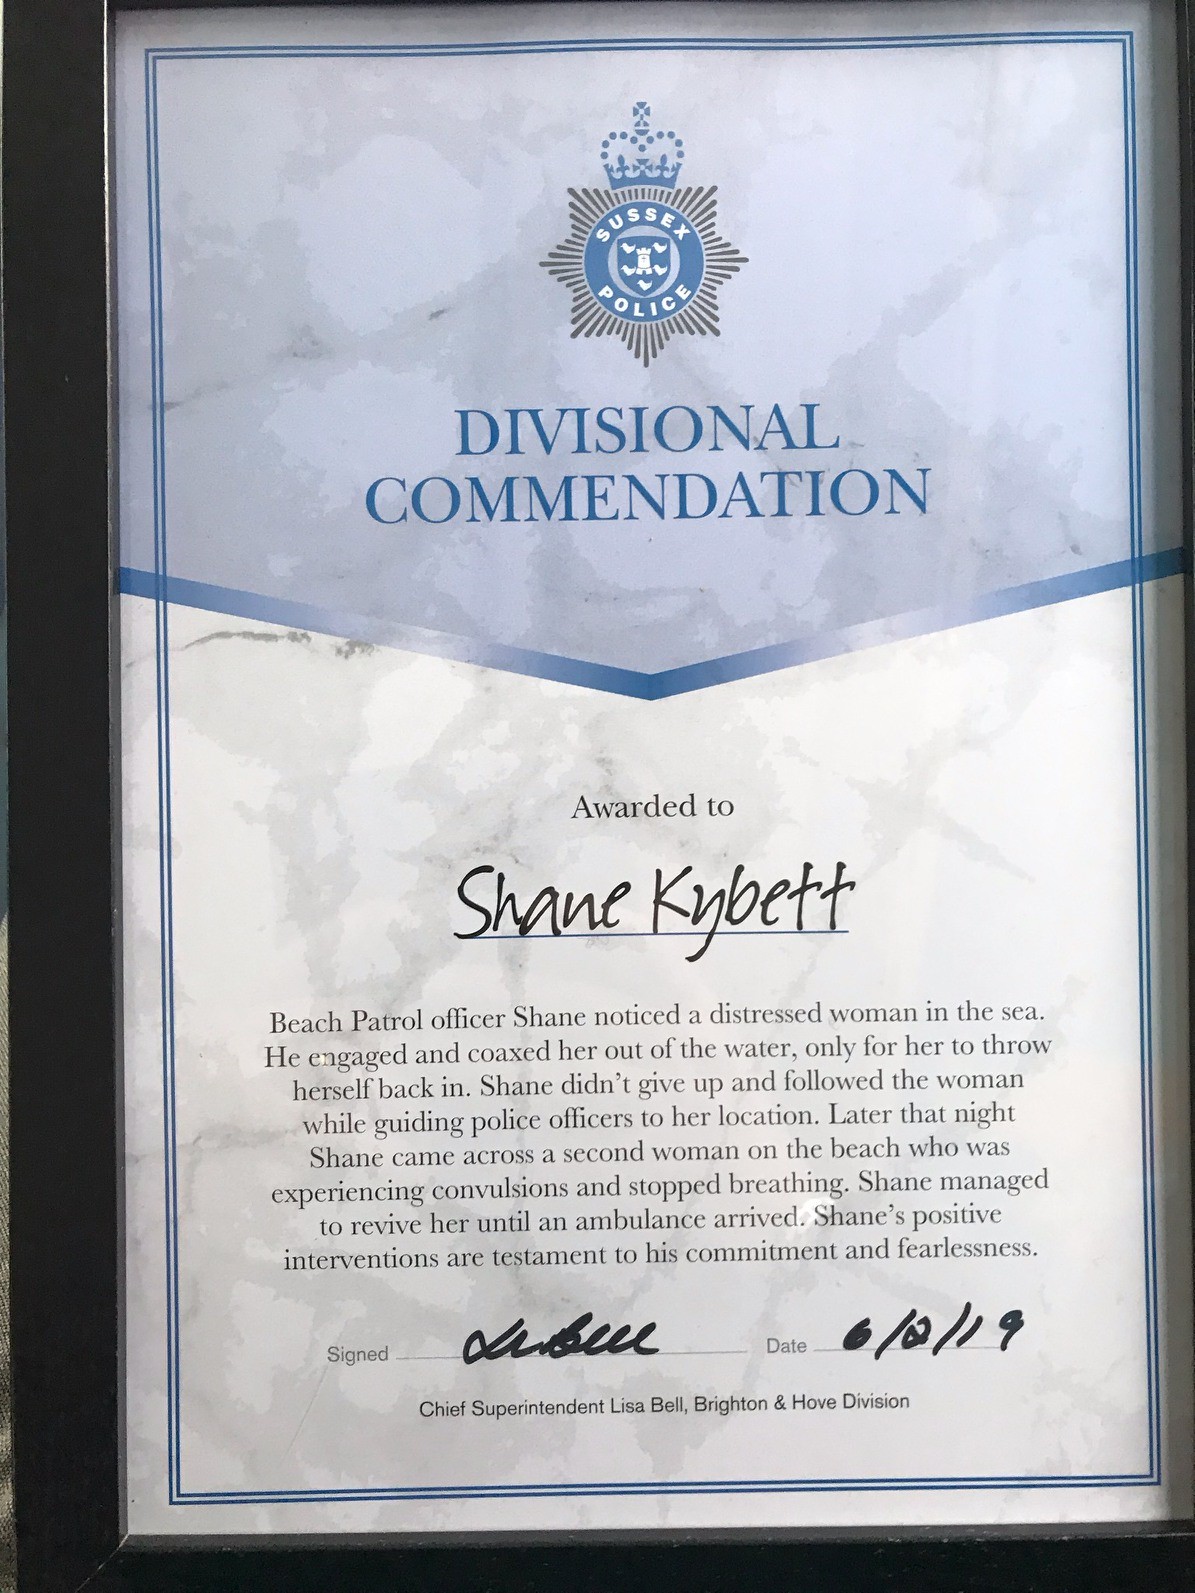 SUSSEX
POLICE
DIVISIONAL
COMMENDATION
Awarded to
Shane Kybett
Beach Patrol officer Shane noticed a distressed woman in the sea.
He engaged and coaxed her out of the water, only for her to throw
herself back in. Shane didn't give up and followed the woman
while guiding police officers to her location. Later that night
Shane came across a second woman on the beach who was
experiencing convulsions and stopped breathing. Shane managed
to revive her until an ambulance arrived. Shane's positive
interventions are testament to his commitment and fearlessness.
Signed Date 6/2/19
Chief Superintendent Lisa Bell, Brighton & Hove Division